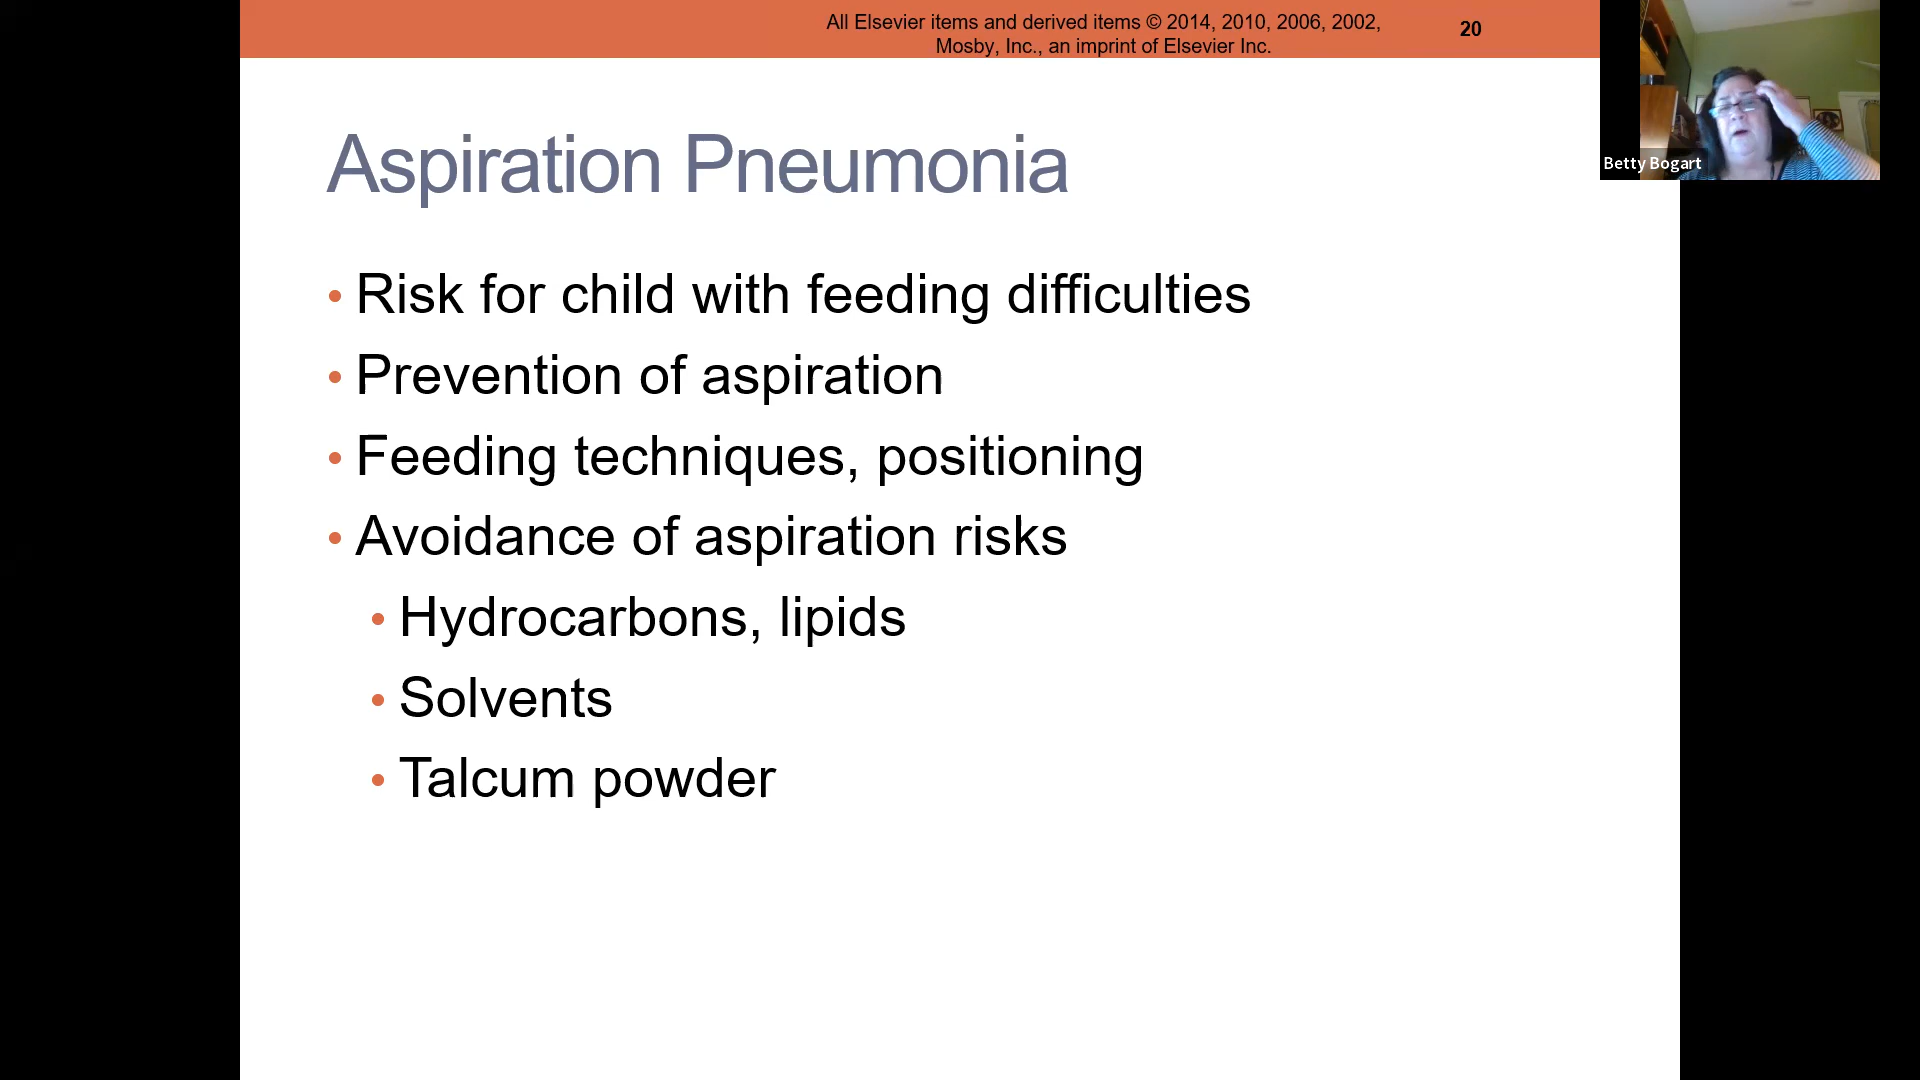 All Elsevier items and derived items © 2014, 2010, 2006, 2002,
Mosby, Inc., an imprint of Elsevier Inc.
20
Betty Bogart
Aspiration Pneumonia
• Risk for child with feeding difficulties
• Prevention of aspiration
• Feeding techniques, positioning
• Avoidance of aspiration risks
• Hydrocarbons, lipids
• Solvents
• Talcum powder